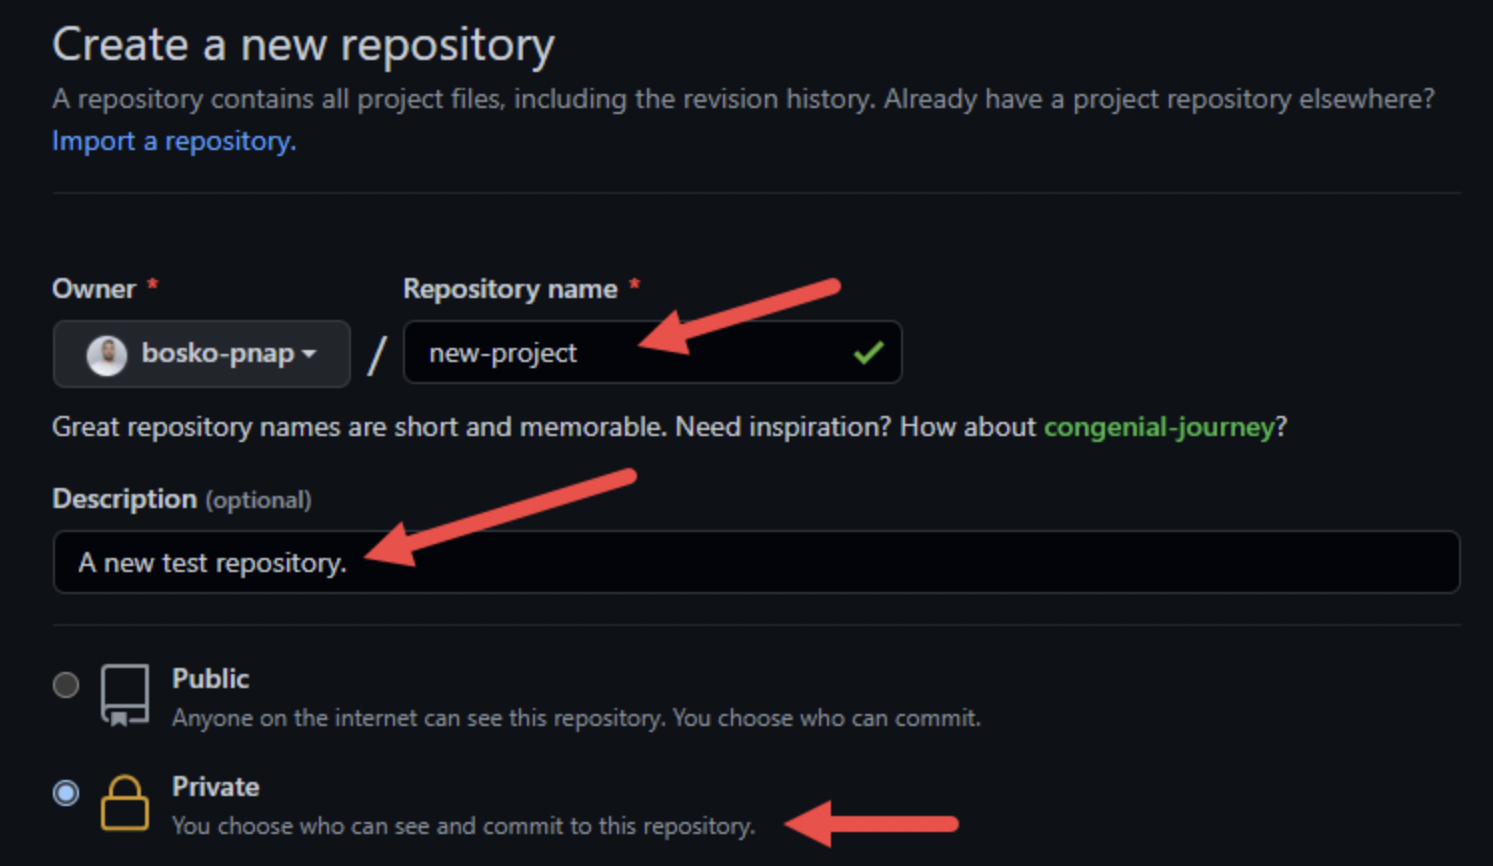 Create a new repository
A repository contains all project files, including the revision history. Already have a project repository elsewhere?
Import a repository.
Owner * Repository name *
bosko-pnap / new-project
Great repository names are short and memorable. Need inspiration? How about congenial-journey?
Description (optional)
A new test repository.
Public
Anyone on the internet can see this repository. You choose who can commit.
Private
You choose who can see and commit to this repository.